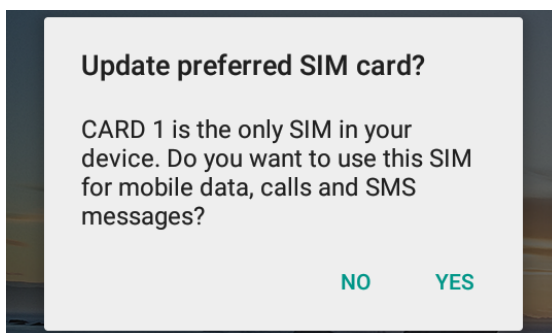 Update preferred SIM card?
CARD 1 is the only SIM in your
device. Do you want to use this SIM
for mobile data, calls and SMS
messages?
NO YES